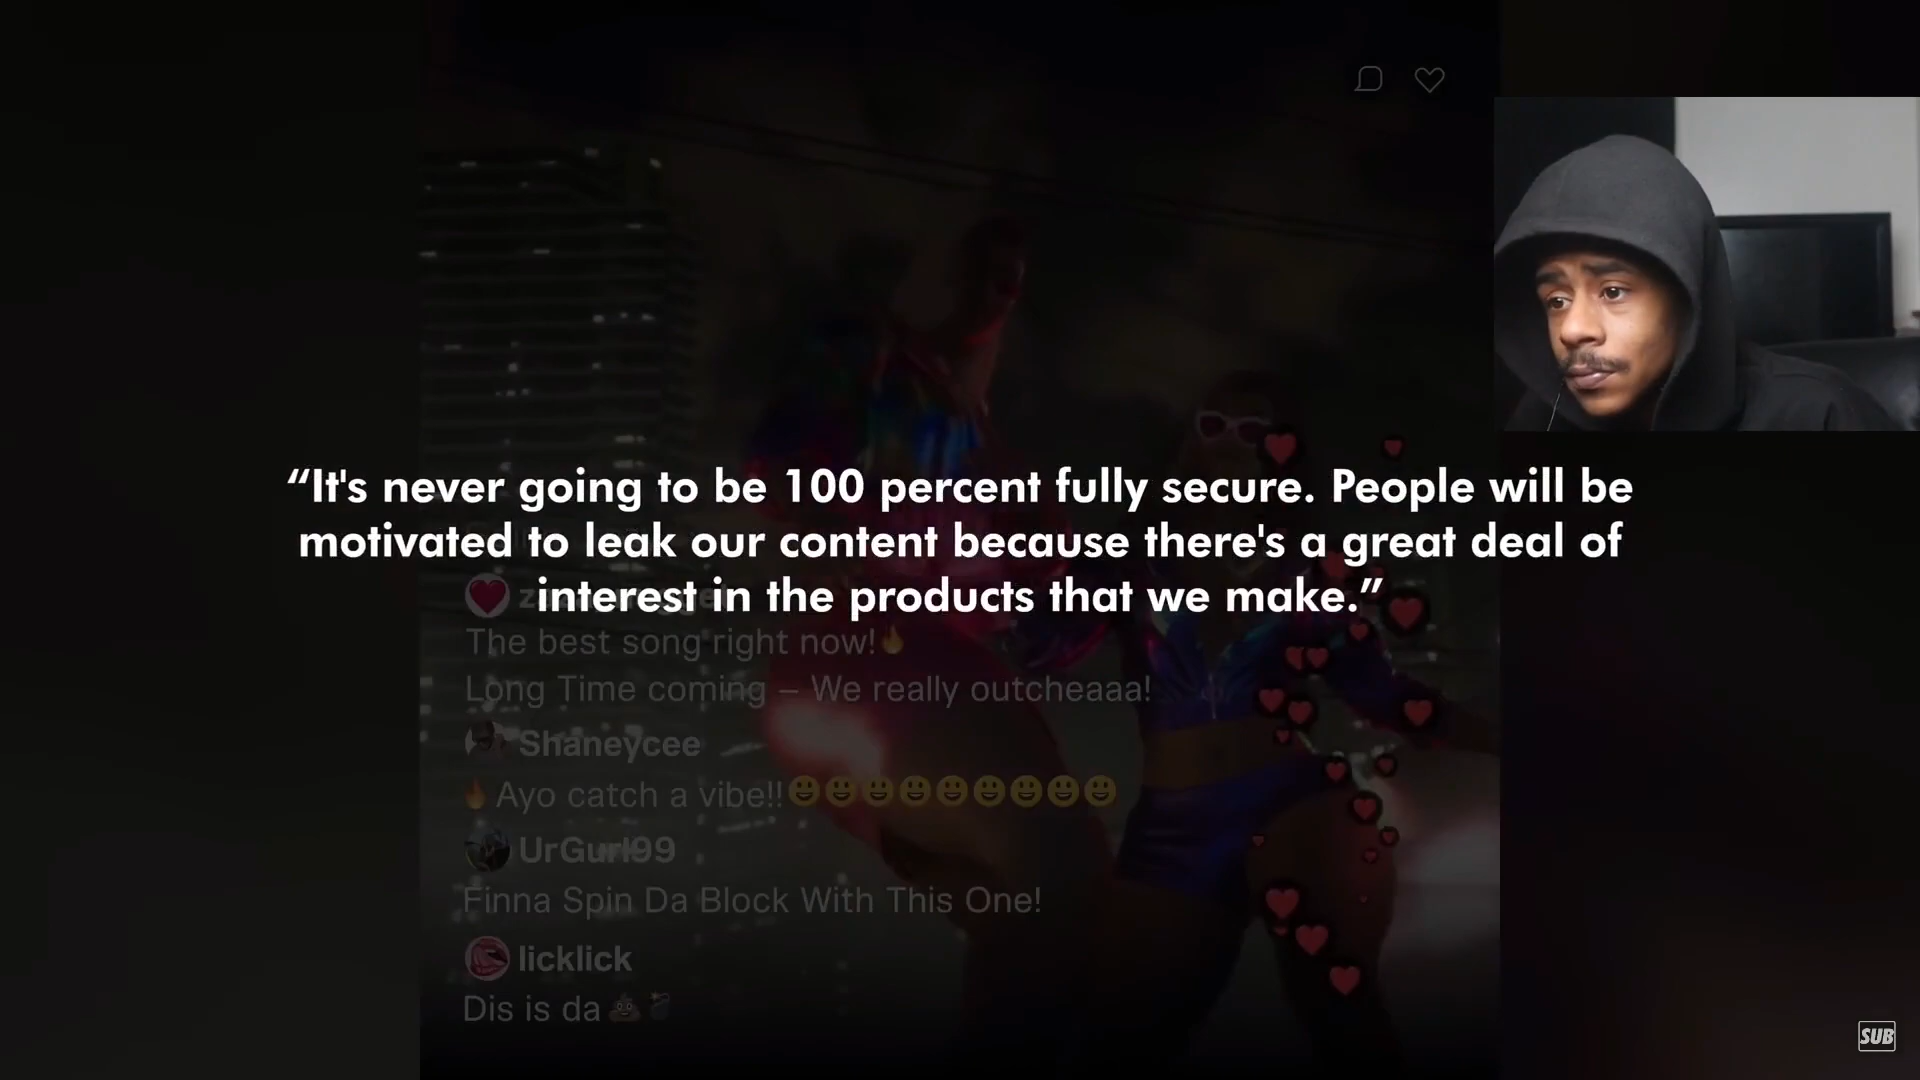 “It's never going to be 100 percent fully secure. People will be
motivated to leak our content because there's a great deal of
interest in the products that we make.”
The best song right now!🔥
Long Time coming – We really outcheaaa!
Shaneycee
🔥Ayo catch a vibe!!😀😀😀😀😀😀😀😀😀
UrGurl99
Finna Spin Da Block With This One!
licklick
Dis is da💩💣
SUB